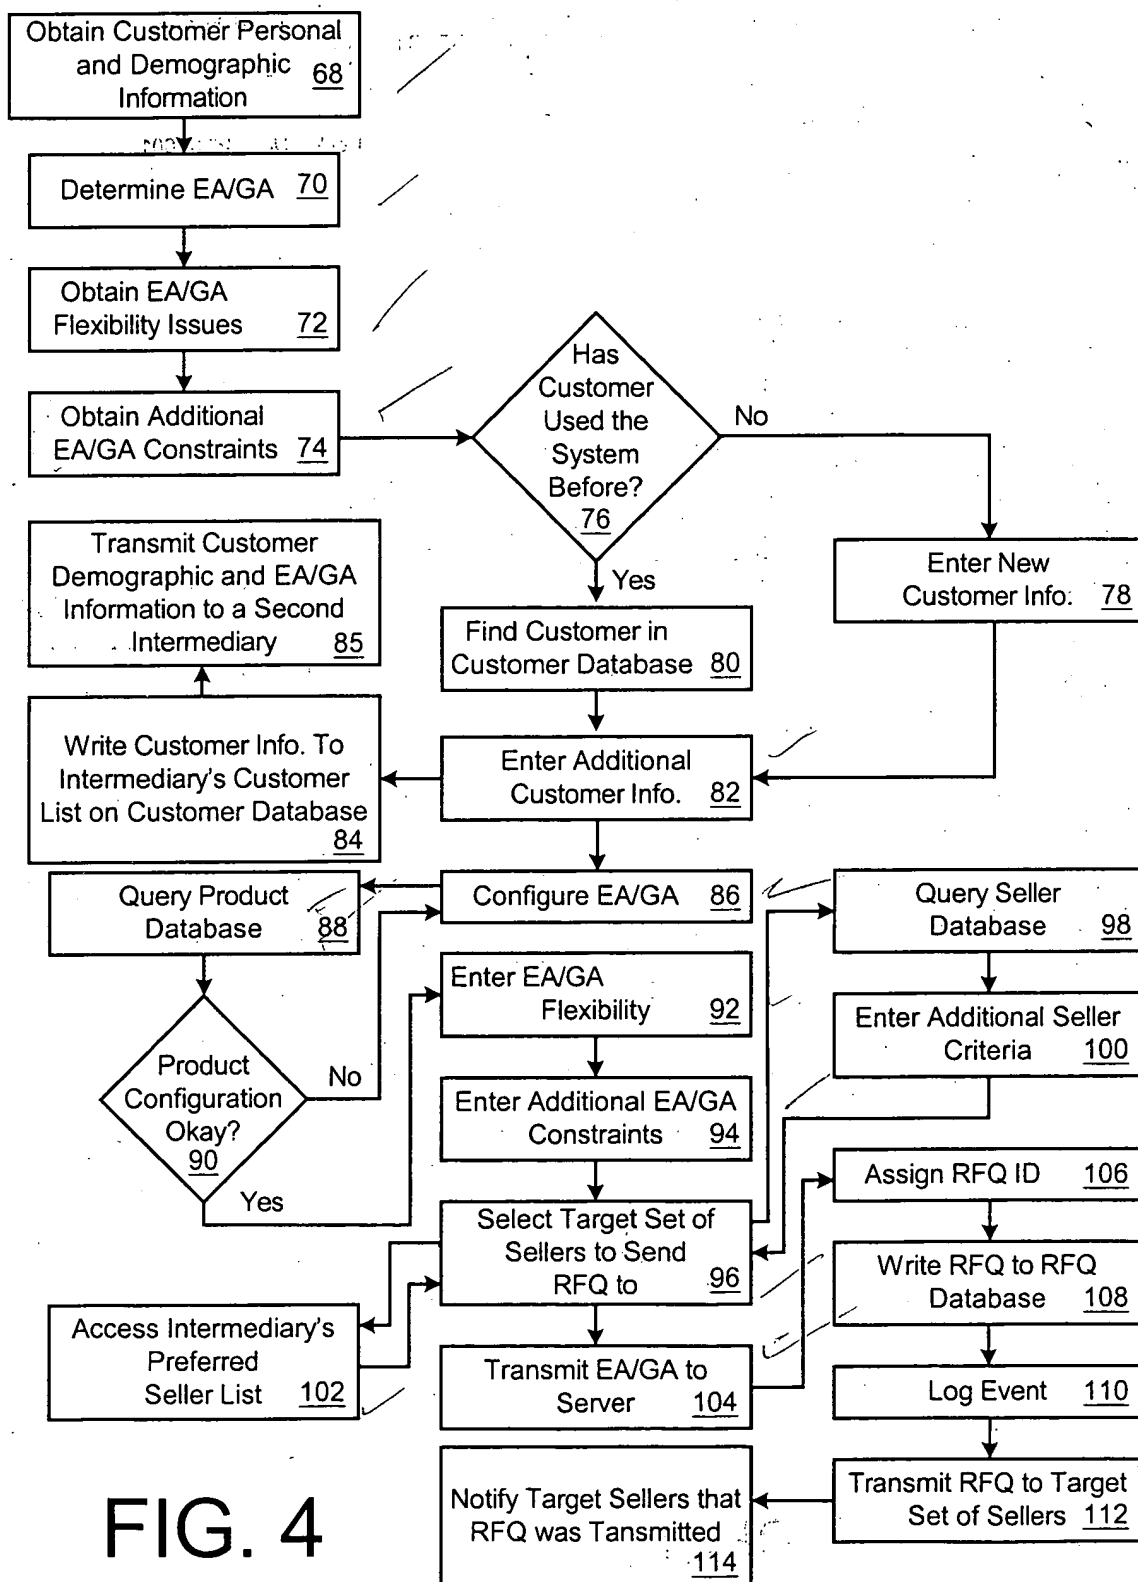 Obtain Customer Personal
and Demographic
Information
68
Determine EA/GA 70
Obtain EA/GA
Flexibility Issues 72
Obtain Additional
EA/GA Constraints 74
Has
Customer
Used the
System
Before?
76
No
Yes
Enter New
Customer Info. 78
Transmit Customer
Demographic and EA/GA
Information to a Second
Intermediary 85
Find Customer in
Customer Database 80
Write Customer Info. To
Intermediary's Customer
List on Customer Database
84
Enter Additional
Customer Info. 82
Query Product
Database 88
Configure EA/GA 86
Query Seller
Database 98
Enter EA/GA
Flexibility 92
Enter Additional Seller
Criteria 100
Product
Configuration
Okay?
90
No
Yes
Enter Additional EA/GA
Constraints 94
Assign RFQ ID 106
Select Target Set of
Sellers to Send
RFQ to 96
Write RFQ to RFQ
Database 108
Access Intermediary's
Preferred
Seller List 102
Transmit EA/GA to
Server 104
Log Event 110
Transmit RFQ to Target
Set of Sellers 112
Notify Target Sellers that
RFQ was Tansmitted
114
FIG. 4